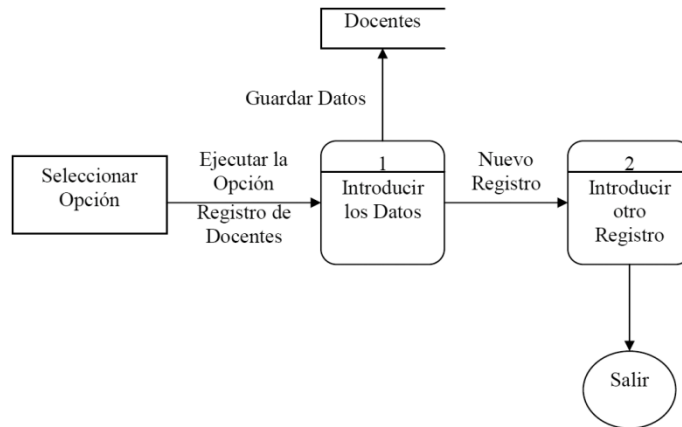 Docentes
Guardar Datos
Seleccionar
Opción
Ejecutar la
Opción
Registro de
Docentes
1
Introducir
los Datos
Nuevo
Registro
2
Introducir
otro
Registro
Salir